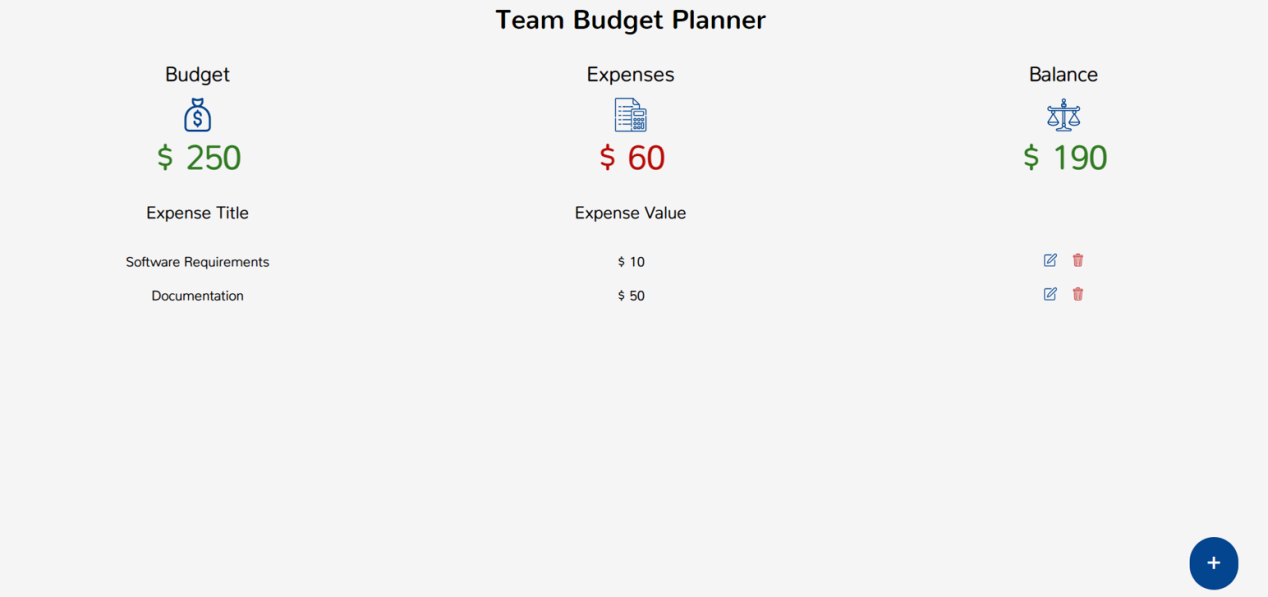 Team Budget Planner
Budget Expenses Balance
$ 250 $ 60 $ 190
Expense Title Expense Value
Software Requirements $ 10
Documentation $ 50
+